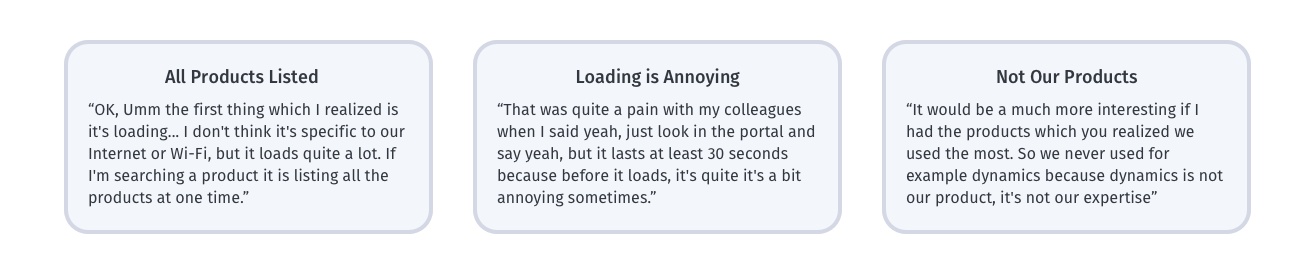 All Products Listed
“OK, Umm the first thing which I realized is
it's loading... I don't think it's specific to our
Internet or Wi-Fi, but it loads quite a lot. If
I'm searching a product it is listing all the
products at one time.”
Loading is Annoying
“That was quite a pain with my colleagues
when I said yeah, just look in the portal and
say yeah, but it lasts at least 30 seconds
because before it loads, it's quite it's a bit
annoying sometimes.”
Not Our Products
“It would be a much more interesting if I
had the products which you realized we
used the most. So we never used for
example dynamics because dynamics is not
our product, it's not our expertise”